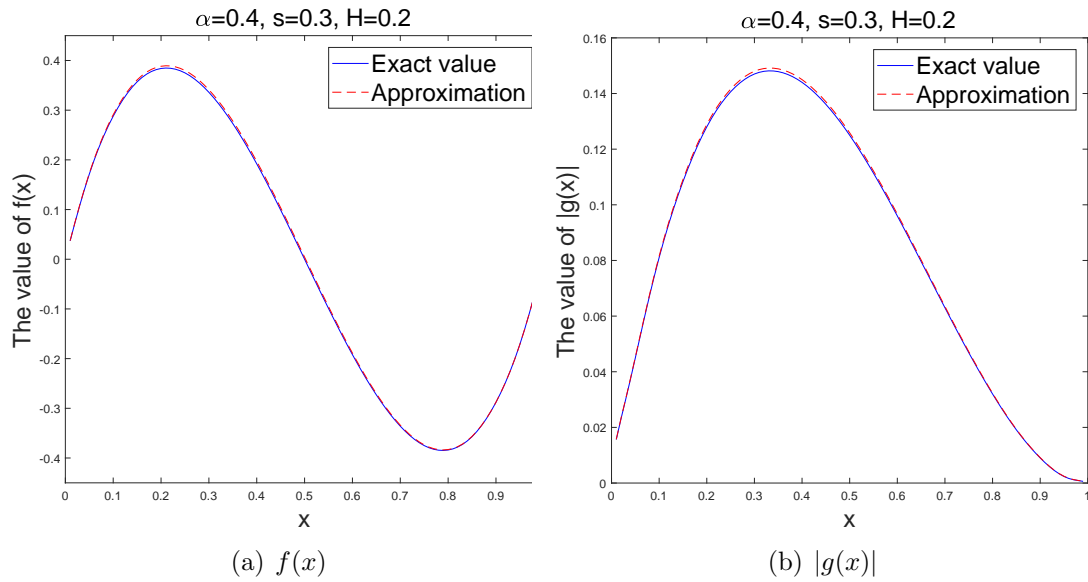 α=0.4, s=0.3, H=0.2
Exact value
Approximation
The value of f(x)
0.4
0.3
0.2
0.1
0
-0.1
-0.2
-0.3
-0.4
0 0.1 0.2 0.3 0.4 0.5 0.6 0.7 0.8 0.9
x
(a) f(x)
α=0.4, s=0.3, H=0.2
Exact value
Approximation
The value of |g(x)|
0.16
0.14
0.12
0.1
0.08
0.06
0.04
0.02
0
0 0.1 0.2 0.3 0.4 0.5 0.6 0.7 0.8 0.9 1
x
(b) |g(x)|